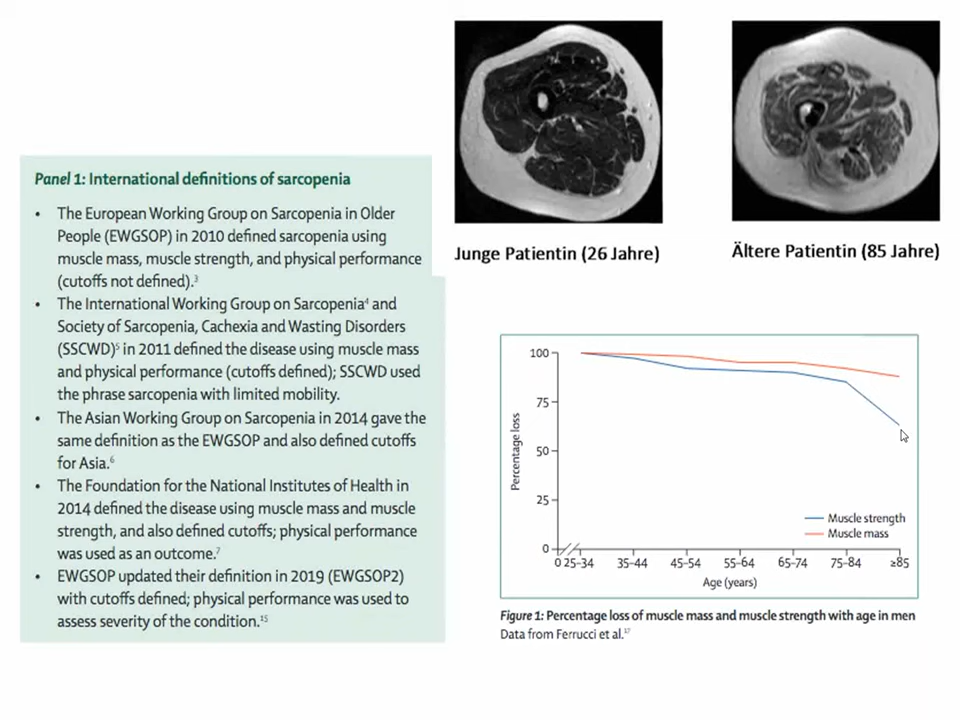 Junge Patientin (26 Jahre)
Ältere Patientin (85 Jahre)
Panel 1: International definitions of sarcopenia
• The European Working Group on Sarcopenia in Older
People (EWGSOP) in 2010 defined sarcopenia using
muscle mass, muscle strength, and physical performance
(cutoffs not defined).³
• The International Working Group on Sarcopenia⁴ and
Society of Sarcopenia, Cachexia and Wasting Disorders
(SSCWD)⁵ in 2011 defined the disease using muscle mass
and physical performance (cutoffs defined); SSCWD used
the phrase sarcopenia with limited mobility.
• The Asian Working Group on Sarcopenia in 2014 gave the
same definition as the EWGSOP and also defined cutoffs
for Asia.⁶
• The Foundation for the National Institutes of Health in
2014 defined the disease using muscle mass and muscle
strength, and also defined cutoffs; physical performance
was used as an outcome.⁷
• EWGSOP updated their definition in 2019 (EWGSOP2)
with cutoffs defined; physical performance was used to
assess severity of the condition.¹⁵
Percentage loss
100
75
50
25
0
0 25–34 35–44 45–54 55–64 65–74 75–84 ≥85
Age (years)
Muscle strength
Muscle mass
Figure 1: Percentage loss of muscle mass and muscle strength with age in men
Data from Ferrucci et al.¹⁷